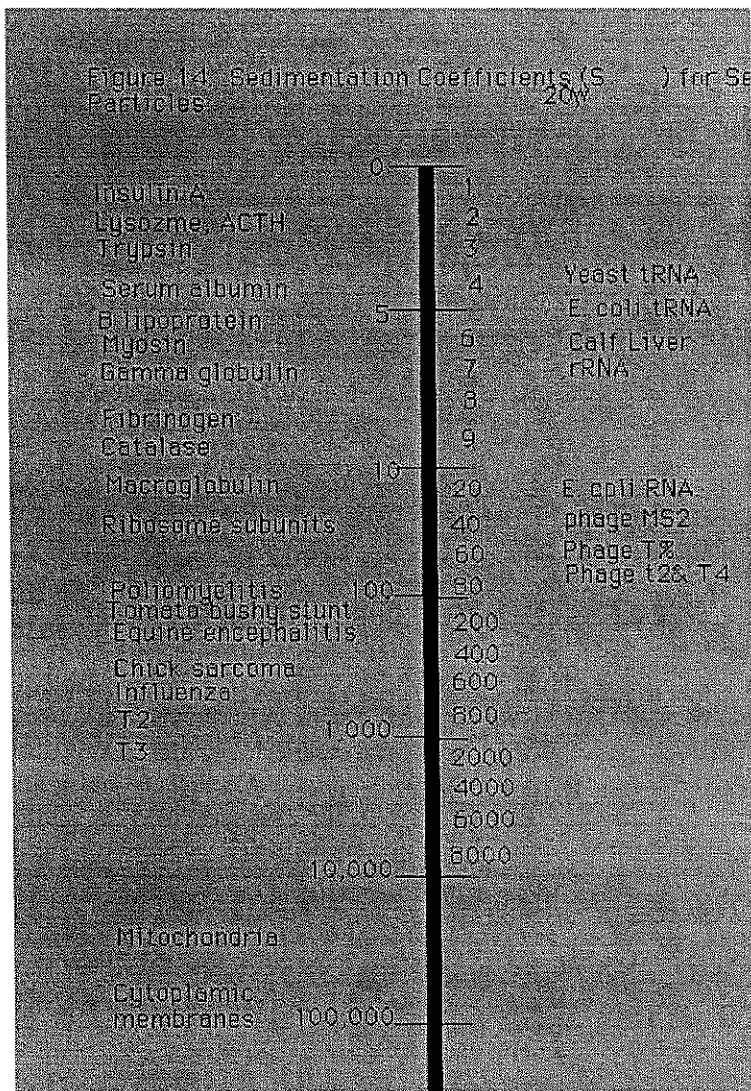 Figure 14 Sedimentation Coefficients (S ) for Se
20w
Particles
0
Insulin A
1
Lysozme, ACTH
2
Trypsin
3
Serum albumin
4
Yeast tRNA
5
E. coli tRNA
B lipoprotein
Myosin
6
Calf Liver
Gamma globulin
7
rRNA
8
Fibrinogen
9
Catalase
10
Macroglobulin
20
E. coli RNA
Ribosome subunits
40
phage MS2
60
Phage
Phage t2& T4
Poliomyelitis
100
80
Tomato bushy stunt
200
Equine encephalitis
400
Chick sarcoma
600
Influenza
T2
800
1,000
T3
2000
4000
6000
8000
10,000
Mitochondria
Cytoplamic
membranes
100,000